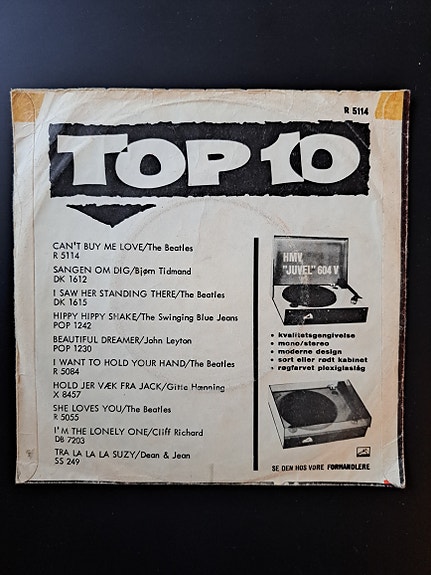 R 5114
TOP 10
CAN'T BUY ME LOVE/The Beatles
R 5114
SANGEN OM DIG/Bjørn Tidmand
DK 1612
I SAW HER STANDING THERE/The Beatles
DK 1615
HIPPY HIPPY SHAKE/The Swinging Blue Jeans
POP 1242
BEAUTIFUL DREAMER/John Leyton
POP 1230
I WANT TO HOLD YOUR HAND/The Beatles
R 5084
HOLD JER VÆK FRA JACK/Gitte Hænning
X 8457
SHE LOVES YOU/The Beatles
R 5055
I'M THE LONELY ONE/Cliff Richard
DB 7203
TRA LA LA LA SUZY/Dean & Jean
SS 249
HMV
"JUVEL" 604 V
• kvalitetsgengivelse
• mono/stereo
• moderne design
• sort eller rødt kabinet
• røgfarvet plexiglaslåg
SE DEN HOS VORE FORHANDLERE